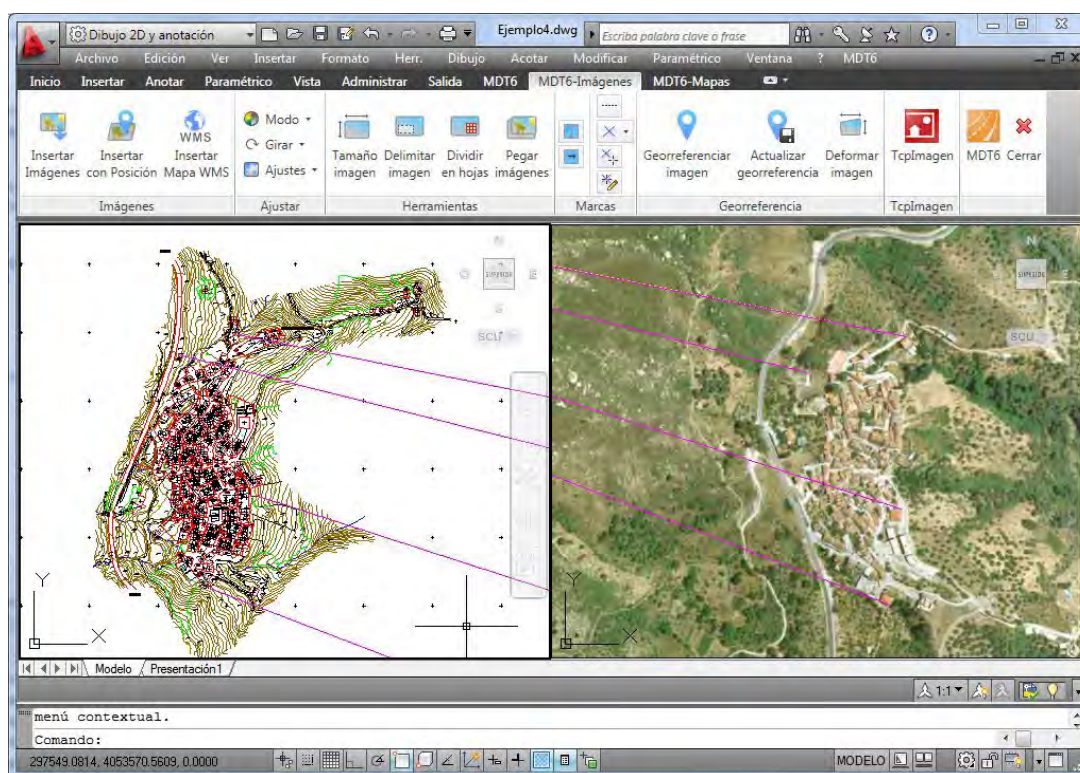 Dibujo 2D y anotación
Ejemplo4.dwg
Escriba palabra clave o frase
Archivo Edición Ver Insertar Formato Herr. Dibujo Acotar Modificar Paramétrico Ventana ? MDT6
Inicio Insertar Anotar Paramétrico Vista Administrar Salida MDT6 MDT6-Imágenes MDT6-Mapas
Insertar Imágenes
Insertar con Posición
WMS
Insertar Mapa WMS
Modo
Girar
Ajustes
Tamaño imagen
Delimitar imagen
Dividir en hojas
Pegar imágenes
Georreferenciar imagen
Actualizar georreferencia
Deformar imagen
TcpImagen
MDT6
Cerrar
Imágenes Ajustar Herramientas Marcas Georreferencia TcpImagen
N
O SUPERIOR E
S
SCU
Y
X
N
SUPERIOR E
S
SCU
Y
X
Modelo Presentación1
1:1
menú contextual.
Comando:
297549.0814, 4053570.5609, 0.0000
MODELO